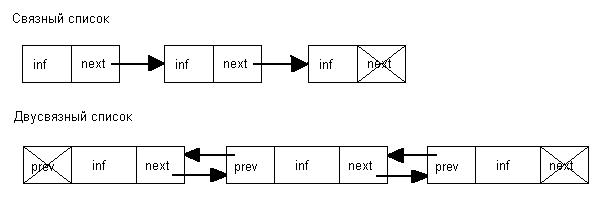 Связный список
inf next inf next inf next
Двусвязный список
prev inf next prev inf next prev inf next